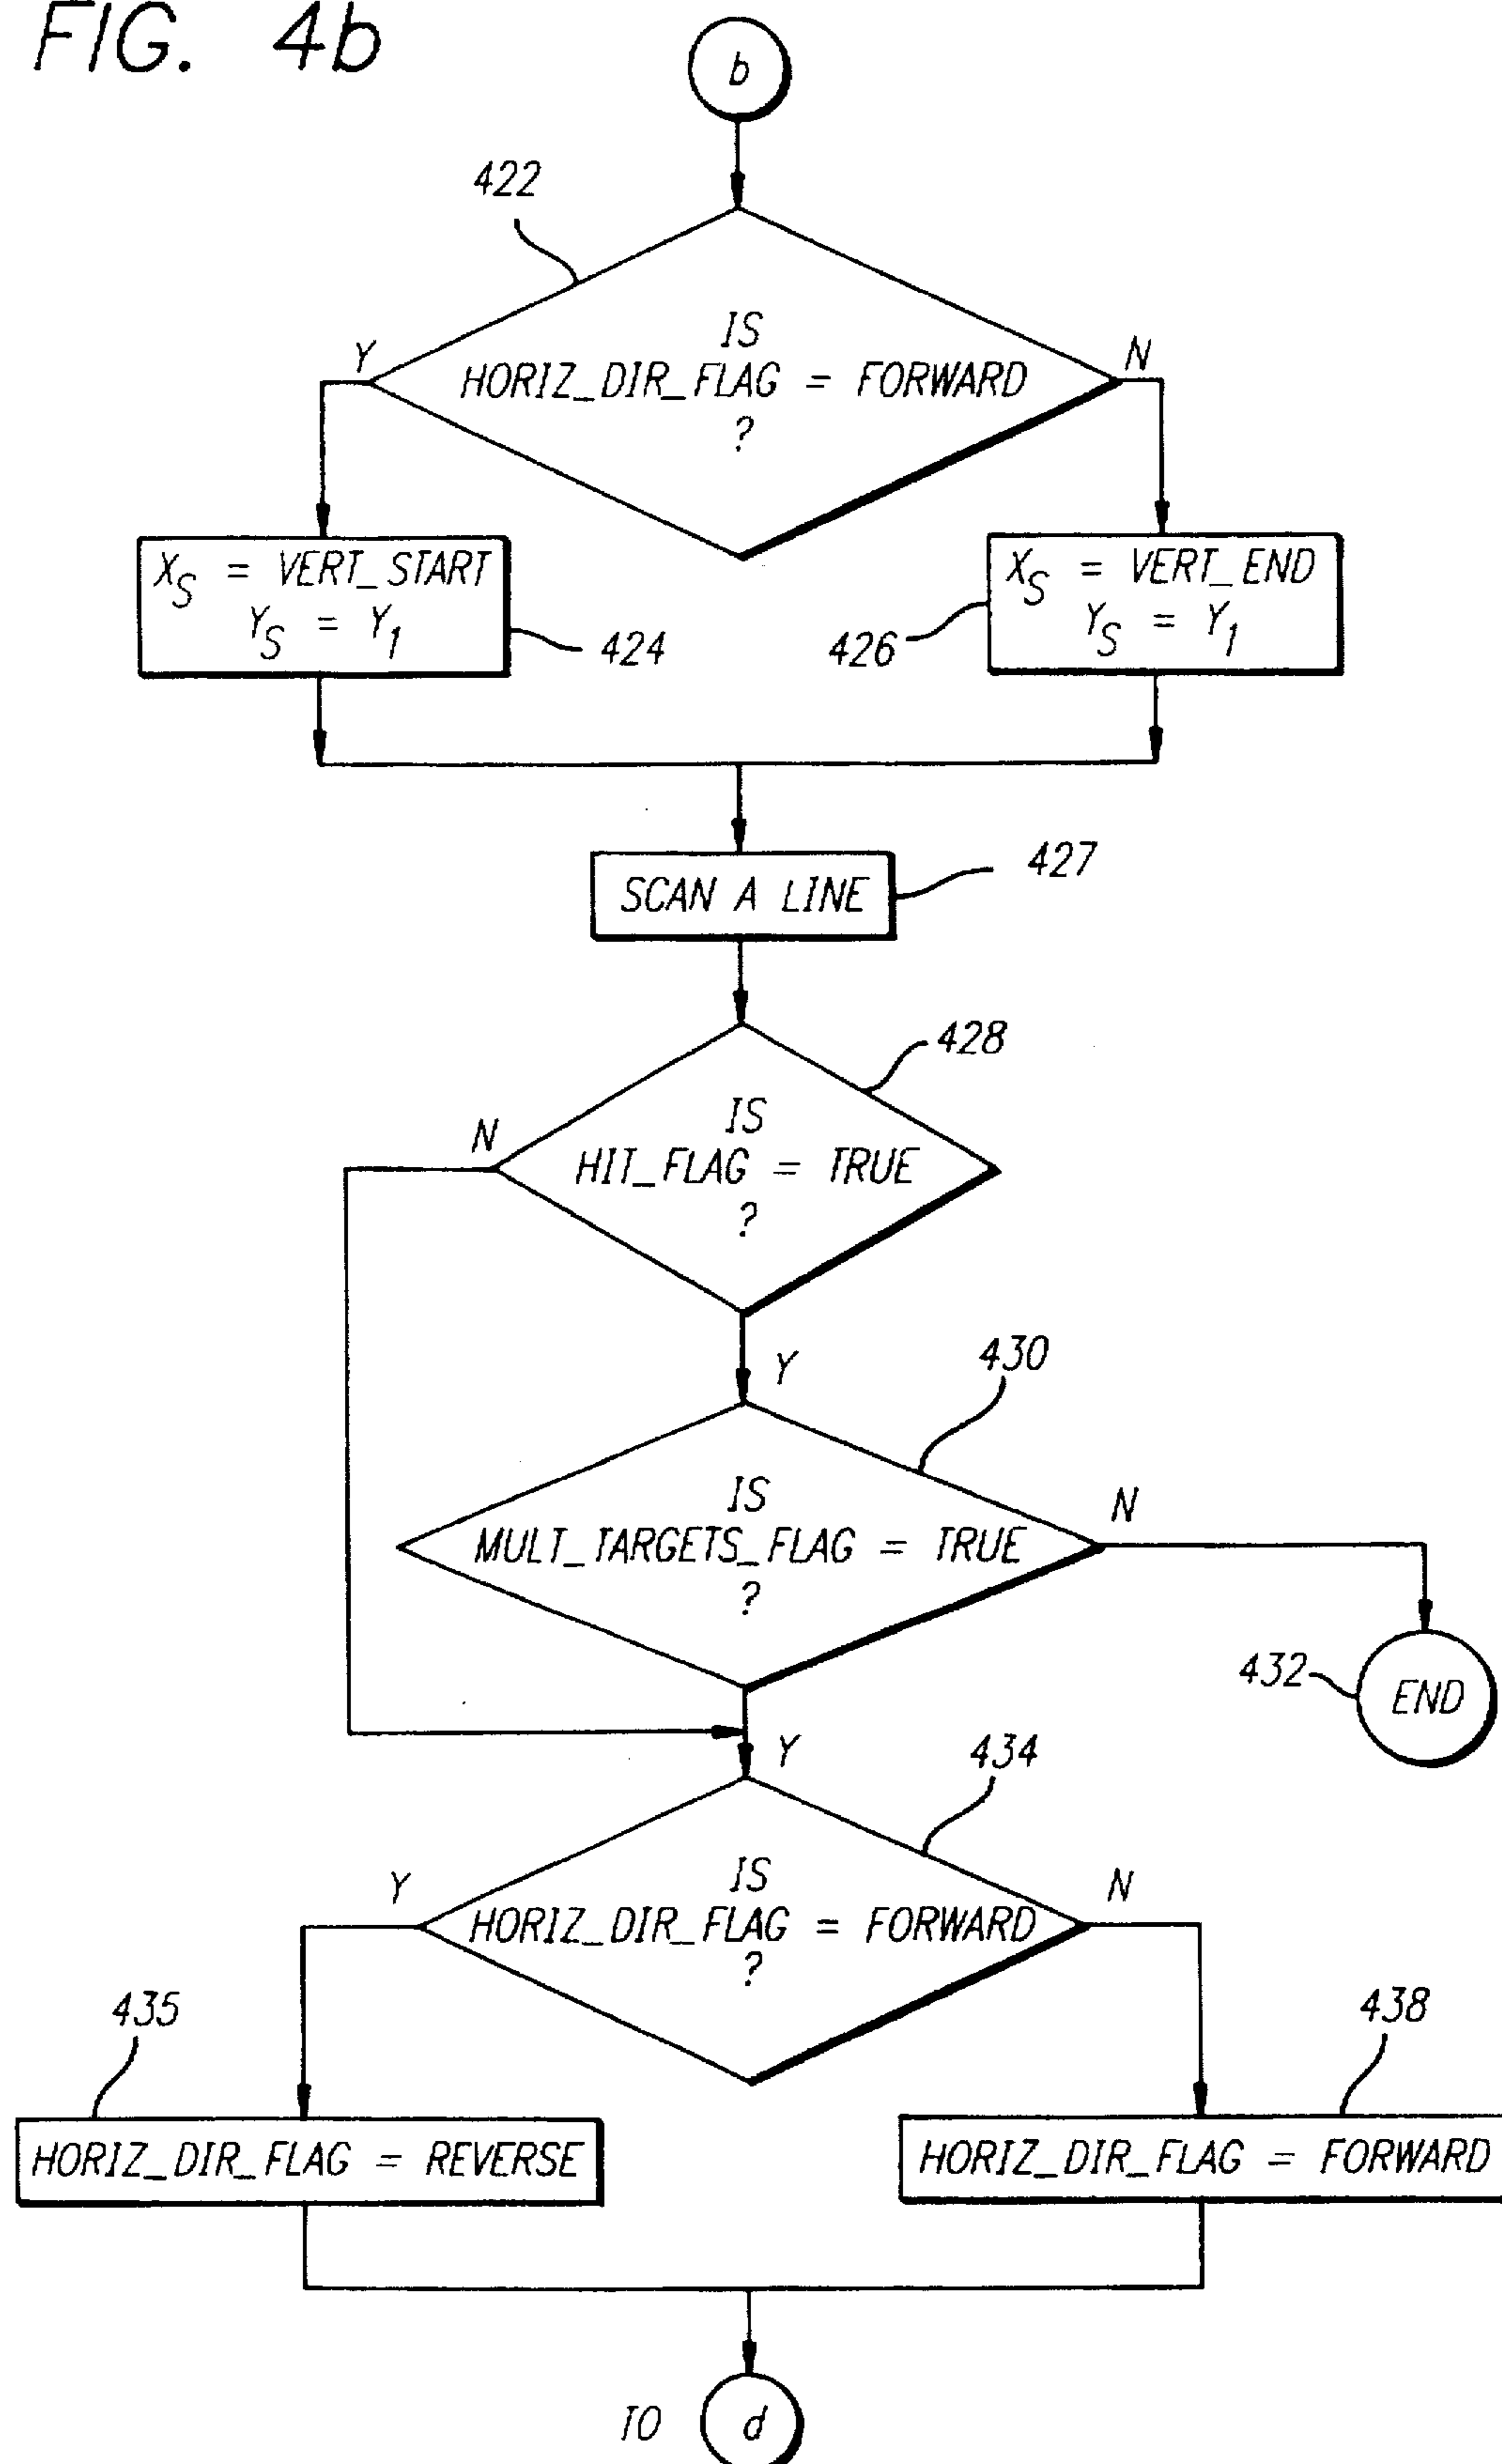 FIG. 4b
b
422
IS
HORIZ_DIR_FLAG = FORWARD
?
Y
N
X_S = VERT_START
Y_S = Y_1
424
X_S = VERT_END
Y_S = Y_1
426
SCAN A LINE
427
428
IS
HIT_FLAG = TRUE
?
N
Y
430
IS
MULT_TARGETS_FLAG = TRUE
?
N
432
END
Y
434
IS
HORIZ_DIR_FLAG = FORWARD
?
Y
N
435
438
HORIZ_DIR_FLAG = REVERSE
HORIZ_DIR_FLAG = FORWARD
TO d